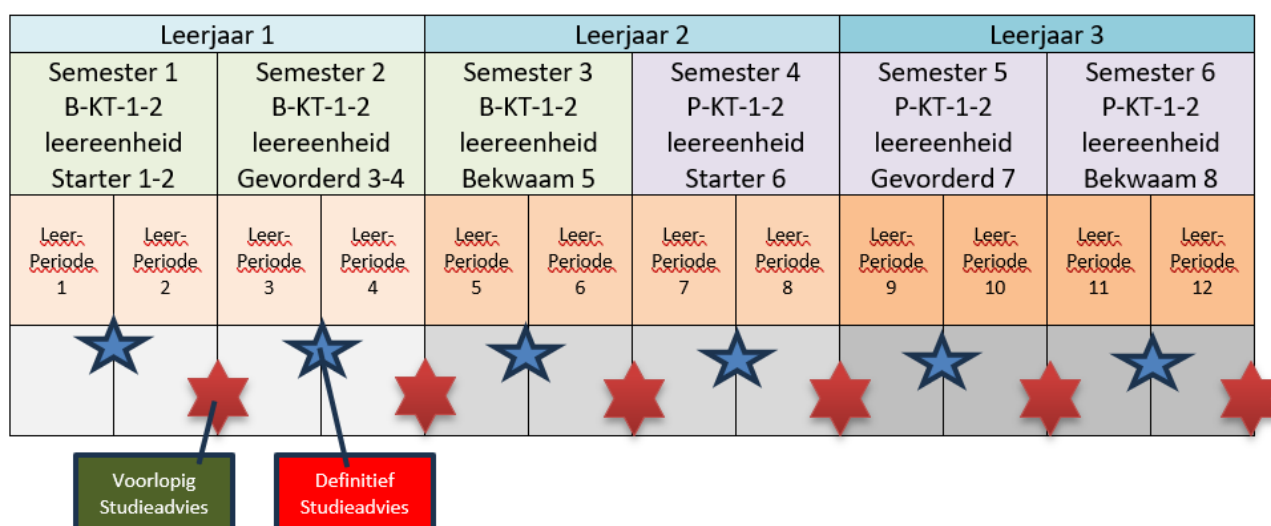 Leerjaar 1
Leerjaar 2
Leerjaar 3
Semester 1
B-KT-1-2
leereenheid
Starter 1-2
Semester 2
B-KT-1-2
leereenheid
Gevorderd 3-4
Semester 3
B-KT-1-2
leereenheid
Bekwaam 5
Semester 4
P-KT-1-2
leereenheid
Starter 6
Semester 5
P-KT-1-2
leereenheid
Gevorderd 7
Semester 6
P-KT-1-2
leereenheid
Bekwaam 8
Leer-
Periode
1
Leer-
Periode
2
Leer-
Periode
3
Leer-
Periode
4
Leer-
Periode
5
Leer-
Periode
6
Leer-
Periode
7
Leer-
Periode
8
Leer-
Periode
9
Leer-
Periode
10
Leer-
Periode
11
Leer-
Periode
12
Voorlopig
Studieadvies
Definitief
Studieadvies